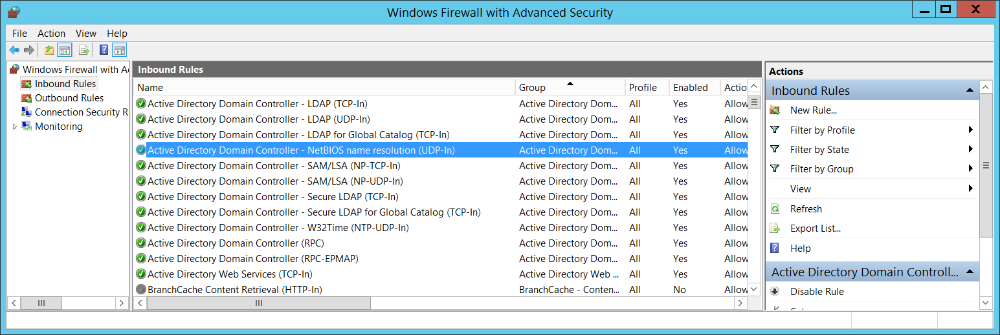 Windows Firewall with Advanced Security
X
File Action View Help
Windows Firewall with A
Inbound Rules
Outbound Rules
Connection Security R
Monitoring
Inbound Rules
Name Group Profile Enabled Actio
Active Directory Domain Controller - LDAP (TCP-In) Active Directory Dom... All Yes Allow
Active Directory Domain Controller - LDAP (UDP-In) Active Directory Dom... All Yes Allow
Active Directory Domain Controller - LDAP for Global Catalog (TCP-In) Active Directory Dom... All Yes Allow
Active Directory Domain Controller - NetBIOS name resolution (UDP-In) Active Directory Dom... All Yes Allow
Active Directory Domain Controller - SAM/LSA (NP-TCP-In) Active Directory Dom... All Yes Allow
Active Directory Domain Controller - SAM/LSA (NP-UDP-In) Active Directory Dom... All Yes Allow
Active Directory Domain Controller - Secure LDAP (TCP-In) Active Directory Dom... All Yes Allow
Active Directory Domain Controller - Secure LDAP for Global Catalog (TCP-In) Active Directory Dom... All Yes Allow
Active Directory Domain Controller - W32Time (NTP-UDP-In) Active Directory Dom... All Yes Allow
Active Directory Domain Controller (RPC) Active Directory Dom... All Yes Allow
Active Directory Domain Controller (RPC-EPMAP) Active Directory Dom... All Yes Allow
Active Directory Web Services (TCP-In) Active Directory Web ... All Yes Allow
BranchCache Content Retrieval (HTTP-In) BranchCache - Conten... All No Allow
Actions
Inbound Rules
New Rule...
Filter by Profile
Filter by State
Filter by Group
View
Refresh
Export List...
Help
Active Directory Domain Controll...
Disable Rule